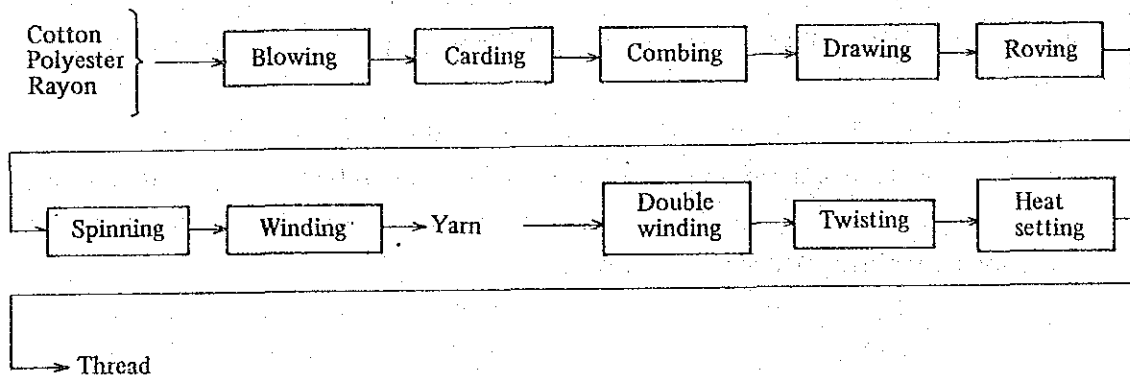 Cotton
Polyester
Rayon
Blowing
Carding
Combing
Drawing
Roving
Spinning
Winding
Yarn
Double
winding
Twisting
Heat
setting
Thread